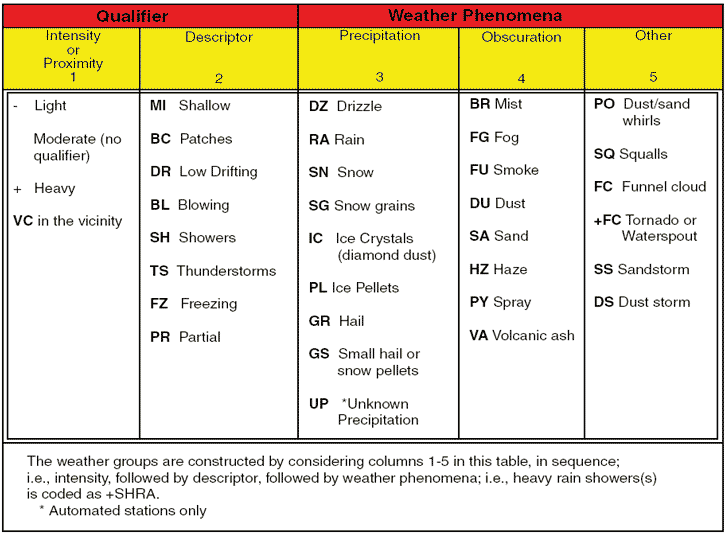 Qualifier
Weather Phenomena
Intensity
or
Proximity
1
Descriptor
2
Precipitation
3
Obscuration
4
Other
5
- Light
Moderate (no
qualifier)
+ Heavy
VC in the vicinity
MI Shallow
BC Patches
DR Low Drifting
BL Blowing
SH Showers
TS Thunderstorms
FZ Freezing
PR Partial
DZ Drizzle
RA Rain
SN Snow
SG Snow grains
IC Ice Crystals
(diamond dust)
PL Ice Pellets
GR Hail
GS Small hail or
snow pellets
UP *Unknown
Precipitation
BR Mist
FG Fog
FU Smoke
DU Dust
SA Sand
HZ Haze
PY Spray
VA Volcanic ash
PO Dust/sand
whirls
SQ Squalls
FC Funnel cloud
+FC Tornado or
Waterspout
SS Sandstorm
DS Dust storm
The weather groups are constructed by considering columns 1-5 in this table, in sequence;
i.e., intensity, followed by descriptor, followed by weather phenomena; i.e., heavy rain showers(s)
is coded as +SHRA.
* Automated stations only